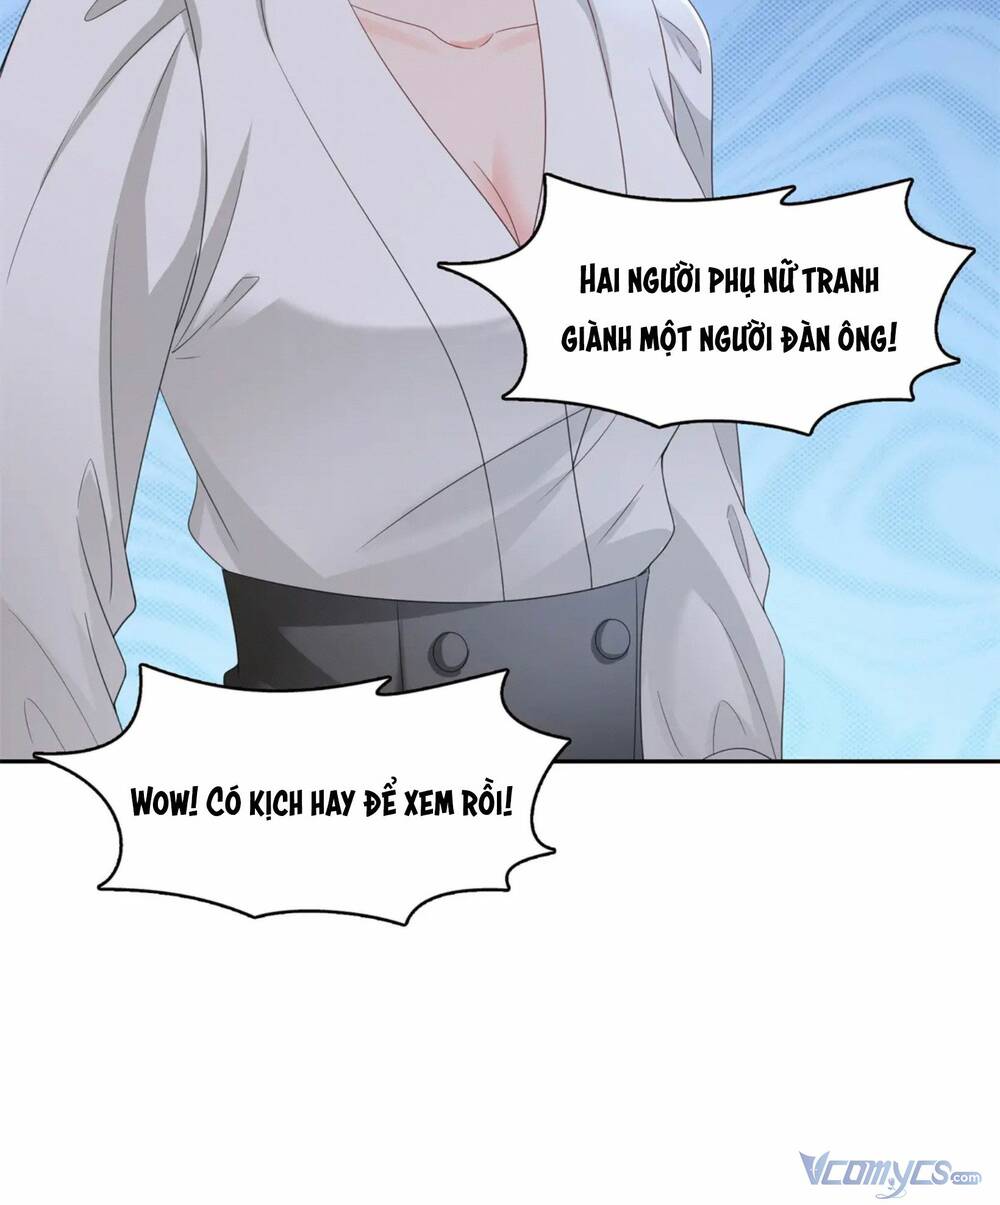 HAI NGƯỜI PHỤ NỮ TRANH
GIÀNH MỘT NGƯỜI ĐÀN ÔNG!
WOW! CÓ KỊCH HAY ĐỂ XEM RỒI!
VCOMYCS.com